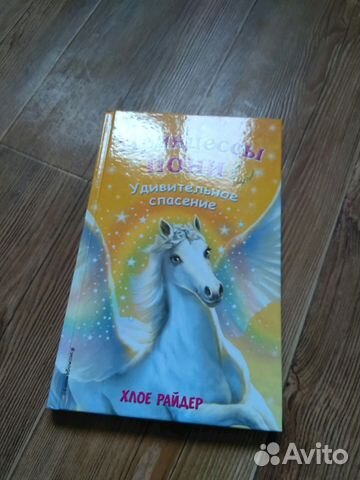 ПРИНЦЕССЫ
ПОНИ
Удивительное
спасение
ХЛОЕ РАЙДЕР
Avito